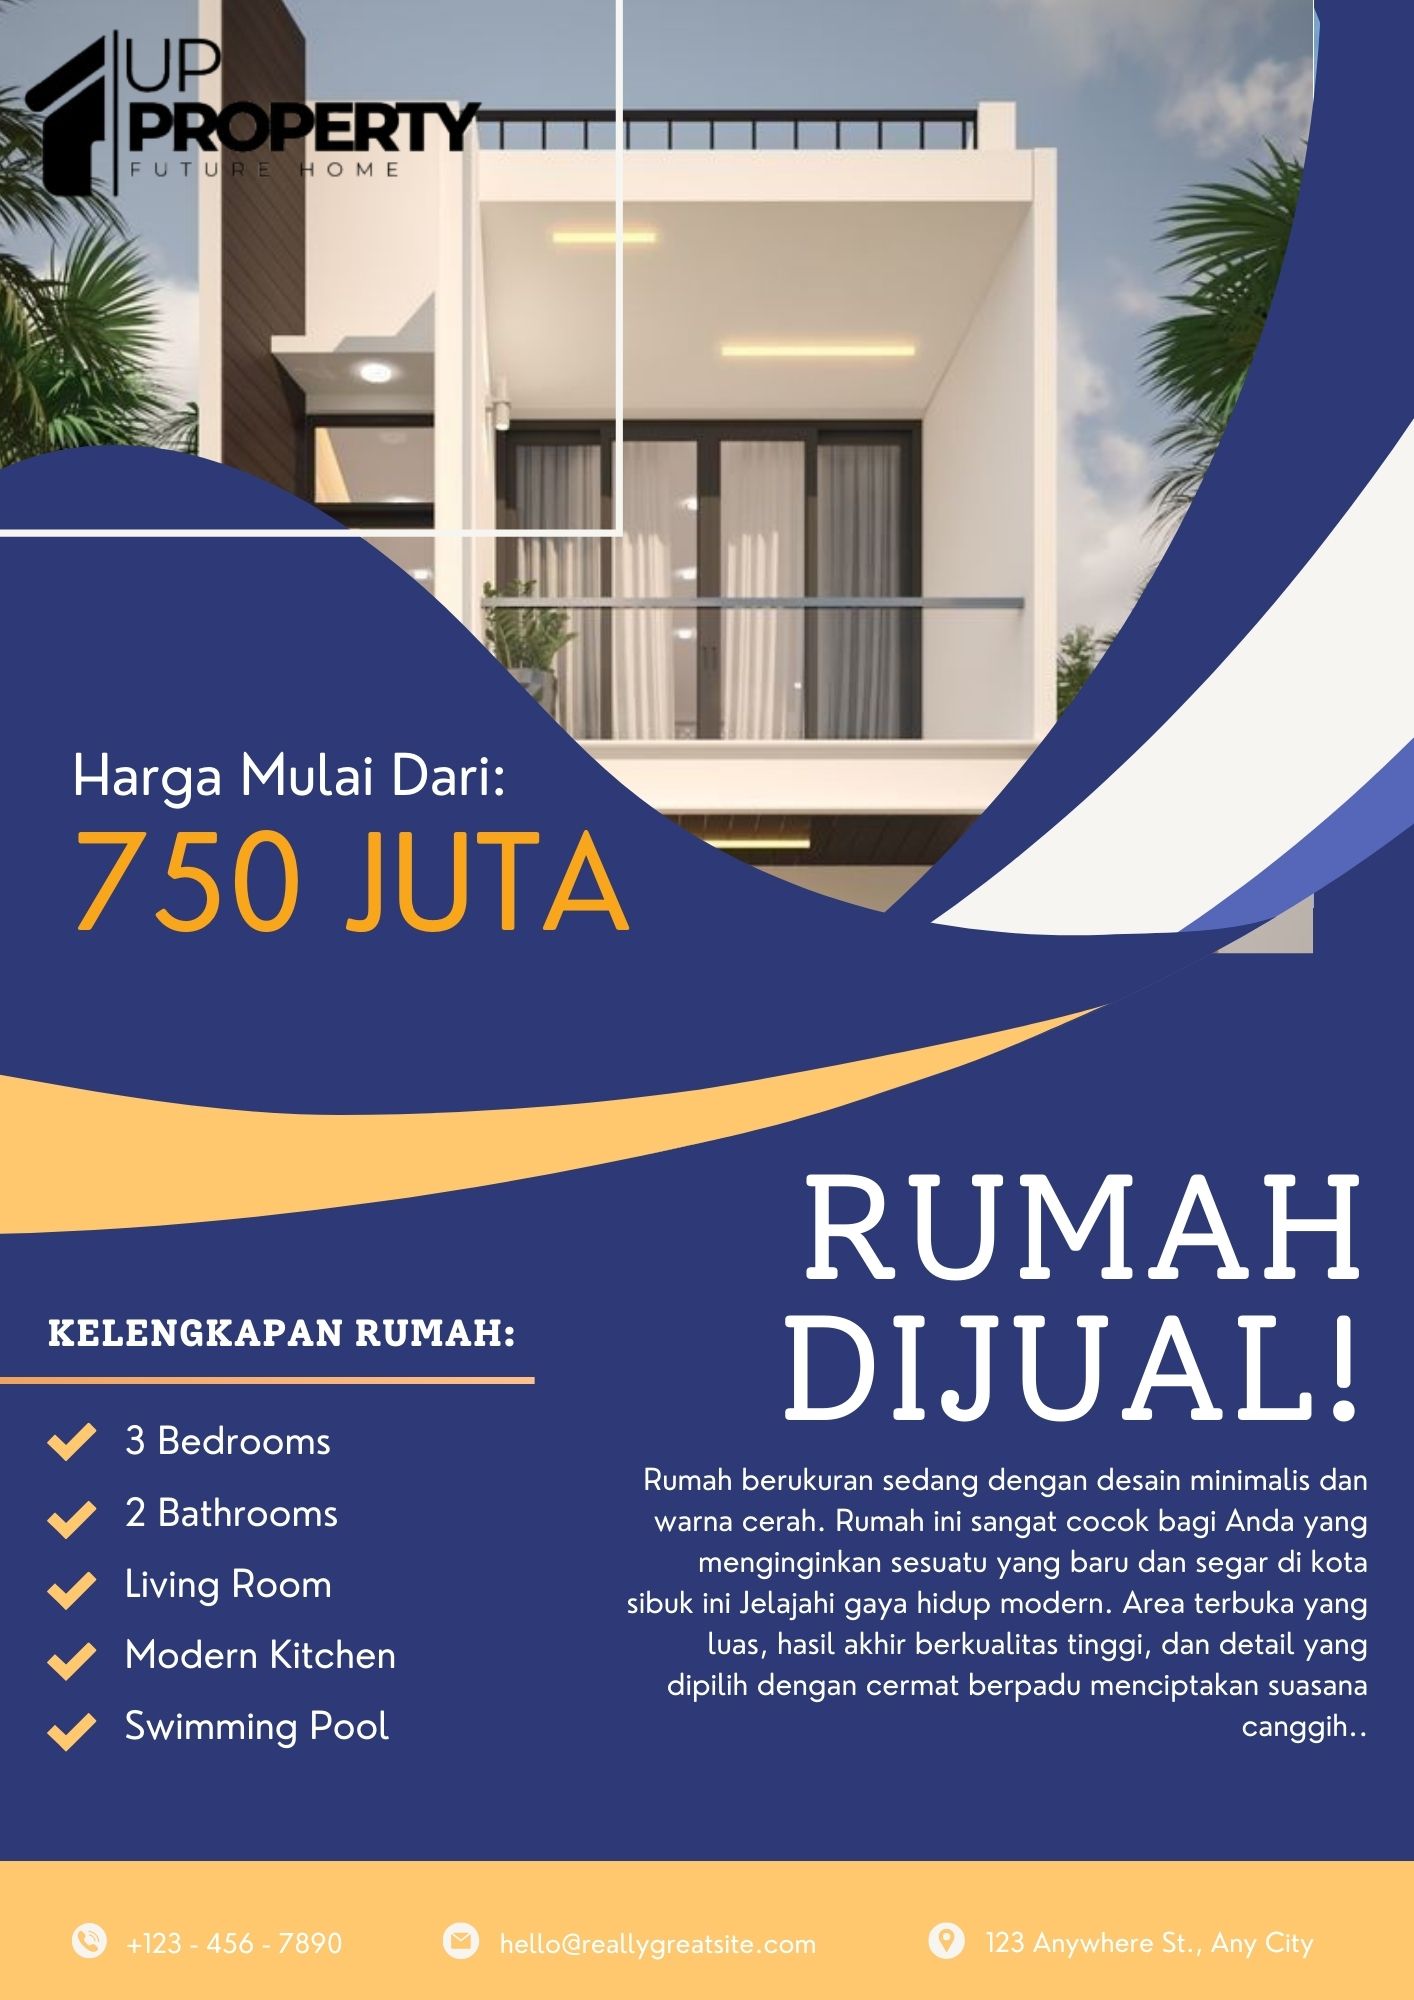 UP
PROPERTY
FUTURE HOME
Harga Mulai Dari:
750 JUTA
RUMAH
DIJUAL!
KELENGKAPAN RUMAH:
3 Bedrooms
2 Bathrooms
Living Room
Modern Kitchen
Swimming Pool
Rumah berukuran sedang dengan desain minimalis dan
warna cerah. Rumah ini sangat cocok bagi Anda yang
menginginkan sesuatu yang baru dan segar di kota
sibuk ini Jelajahi gaya hidup modern. Area terbuka yang
luas, hasil akhir berkualitas tinggi, dan detail yang
dipilih dengan cermat berpadu menciptakan suasana
canggih..
+123 - 456 - 7890
hello@reallygreatsite.com
123 Anywhere St., Any City